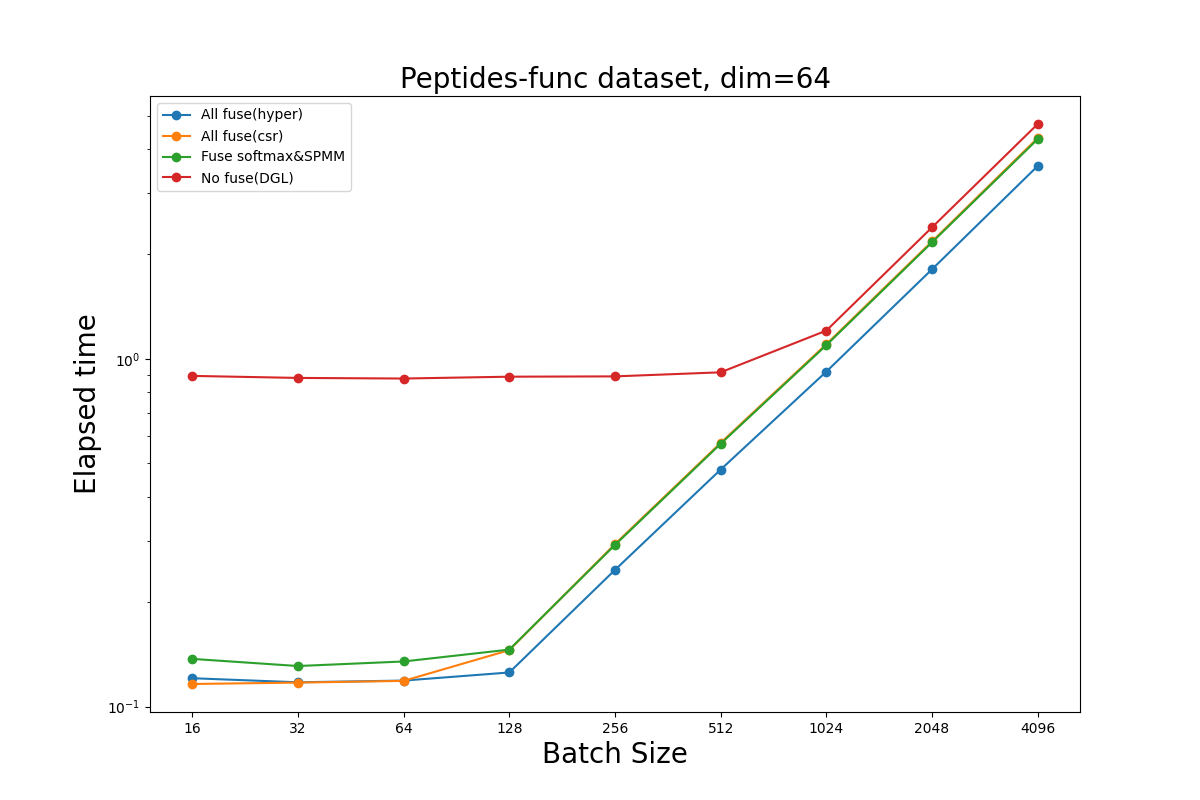 Peptides-func dataset, dim=64
All fuse(hyper)
All fuse(csr)
Fuse softmax&SPMM
No fuse(DGL)
Elapsed time
10⁰
10⁻¹
16 32 64 128 256 512 1024 2048 4096
Batch Size